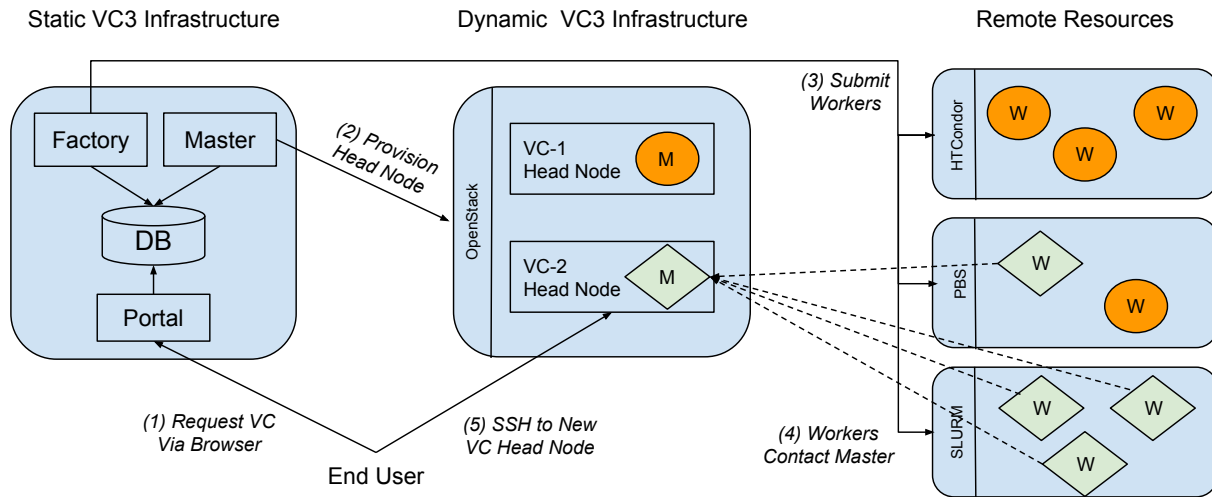 Static VC3 Infrastructure
Dynamic VC3 Infrastructure
Remote Resources
Factory
Master
DB
Portal
(1) Request VC
Via Browser
End User
(2) Provision
Head Node
OpenStack
VC-1
Head Node
M
VC-2
Head Node
M
(5) SSH to New
VC Head Node
(3) Submit
Workers
(4) Workers
Contact Master
HTCondor
W
W
W
PBS
W
W
SLURM
W
W
W